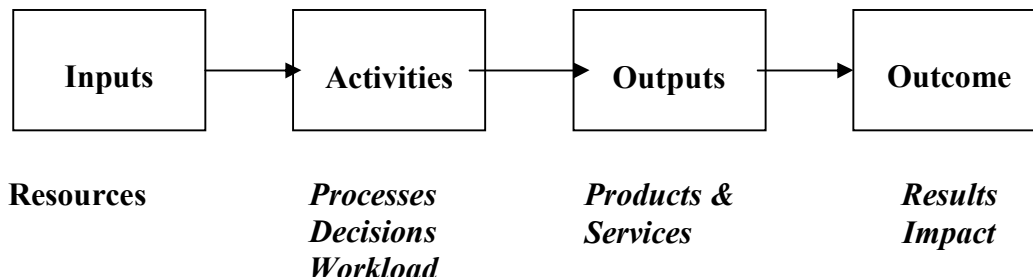 Inputs
Activities
Outputs
Outcome
Resources
Processes
Decisions
Workload
Products &
Services
Results
Impact